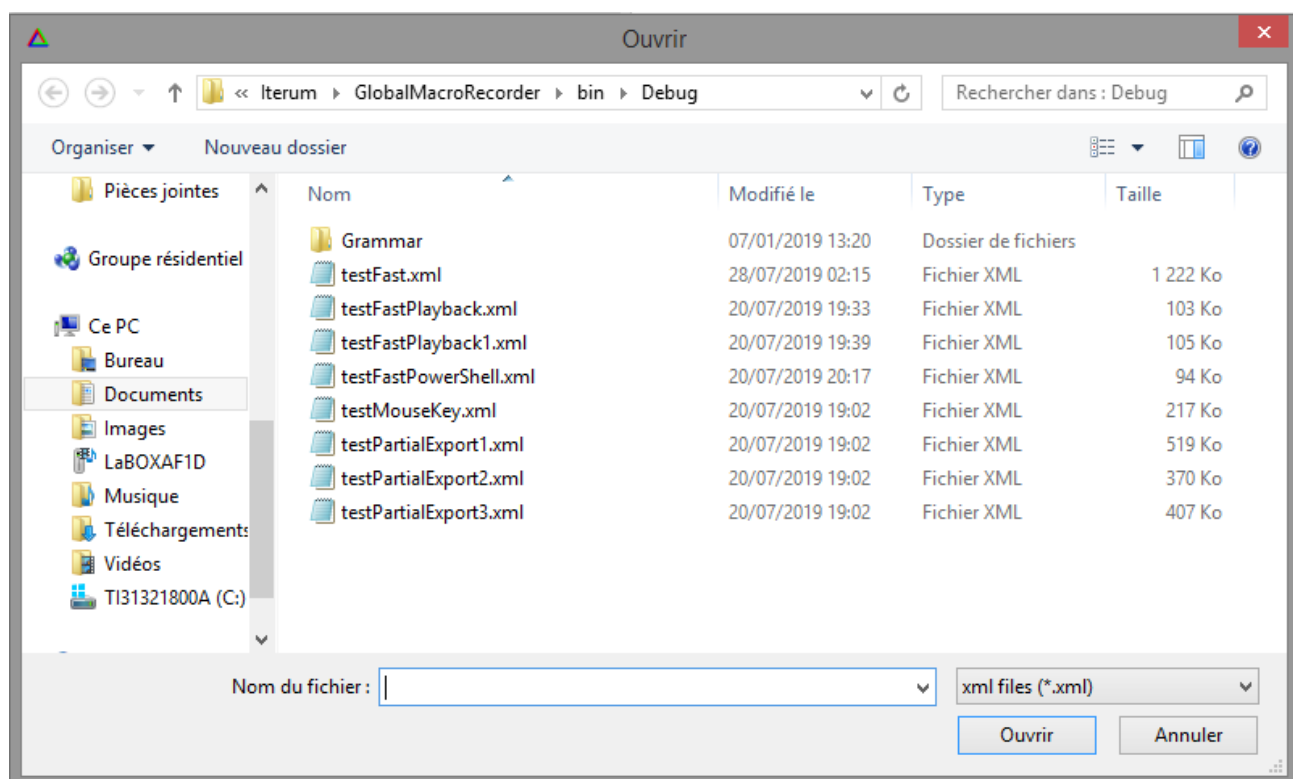 Ouvrir
« Iterum GlobalMacroRecorder bin Debug Rechercher dans : Debug
Organiser Nouveau dossier
Pièces jointes
Groupe résidentiel
Ce PC
Bureau
Documents
Images
LaBOXAF1D
Musique
Téléchargements
Vidéos
TI31321800A (C:)
Nom Modifié le Type Taille
Grammar 07/01/2019 13:20 Dossier de fichiers
testFast.xml 28/07/2019 02:15 Fichier XML 1 222 Ko
testFastPlayback.xml 20/07/2019 19:33 Fichier XML 103 Ko
testFastPlayback1.xml 20/07/2019 19:39 Fichier XML 105 Ko
testFastPowerShell.xml 20/07/2019 20:17 Fichier XML 94 Ko
testMouseKey.xml 20/07/2019 19:02 Fichier XML 217 Ko
testPartialExport1.xml 20/07/2019 19:02 Fichier XML 519 Ko
testPartialExport2.xml 20/07/2019 19:02 Fichier XML 370 Ko
testPartialExport3.xml 20/07/2019 19:02 Fichier XML 407 Ko
Nom du fichier : xml files (*.xml)
Ouvrir Annuler